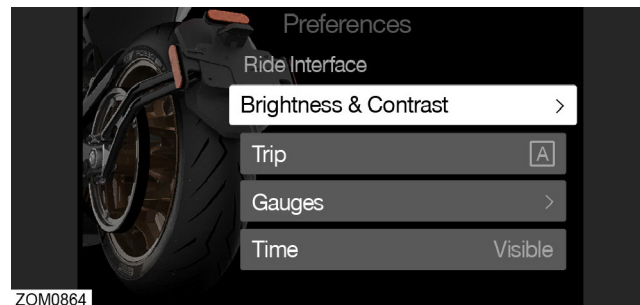 Preferences
Ride Interface
Brightness & Contrast >
Trip A
Gauges >
Time Visible
ZOM0864